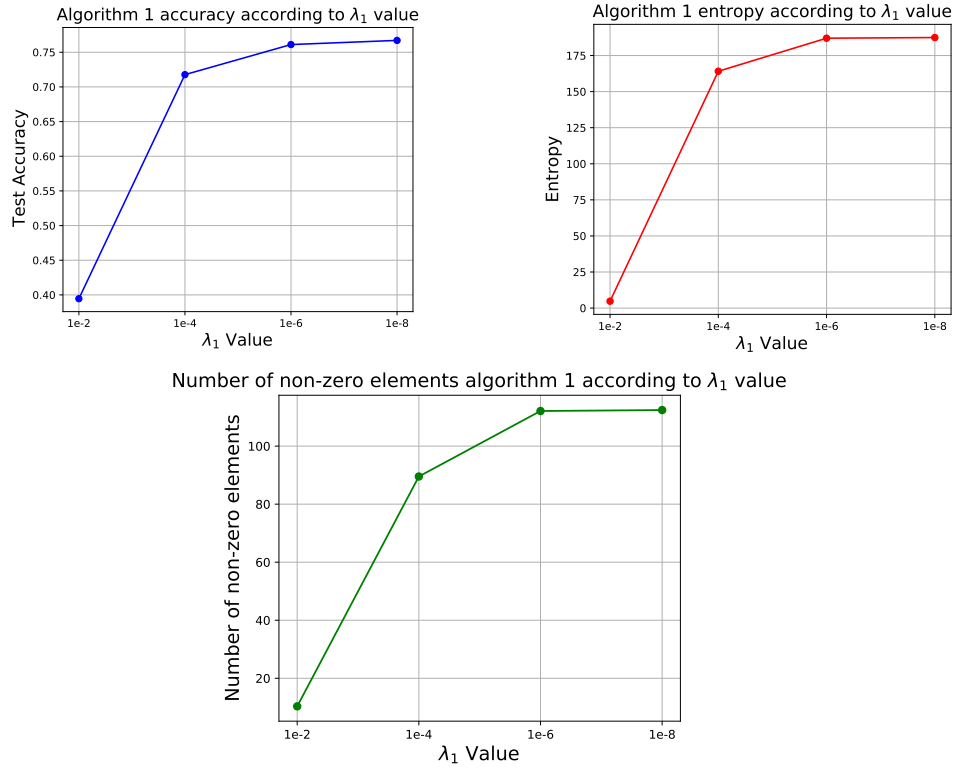 Algorithm 1 accuracy according to λ₁ value
0.75
0.70
0.65
0.60
0.55
0.50
0.45
0.40
Test Accuracy
1e-2 1e-4 1e-6 1e-8
λ₁ Value
Algorithm 1 entropy according to λ₁ value
175
150
125
100
75
50
25
0
Entropy
1e-2 1e-4 1e-6 1e-8
λ₁ Value
Number of non-zero elements algorithm 1 according to λ₁ value
100
80
60
40
20
Number of non-zero elements
1e-2 1e-4 1e-6 1e-8
λ₁ Value